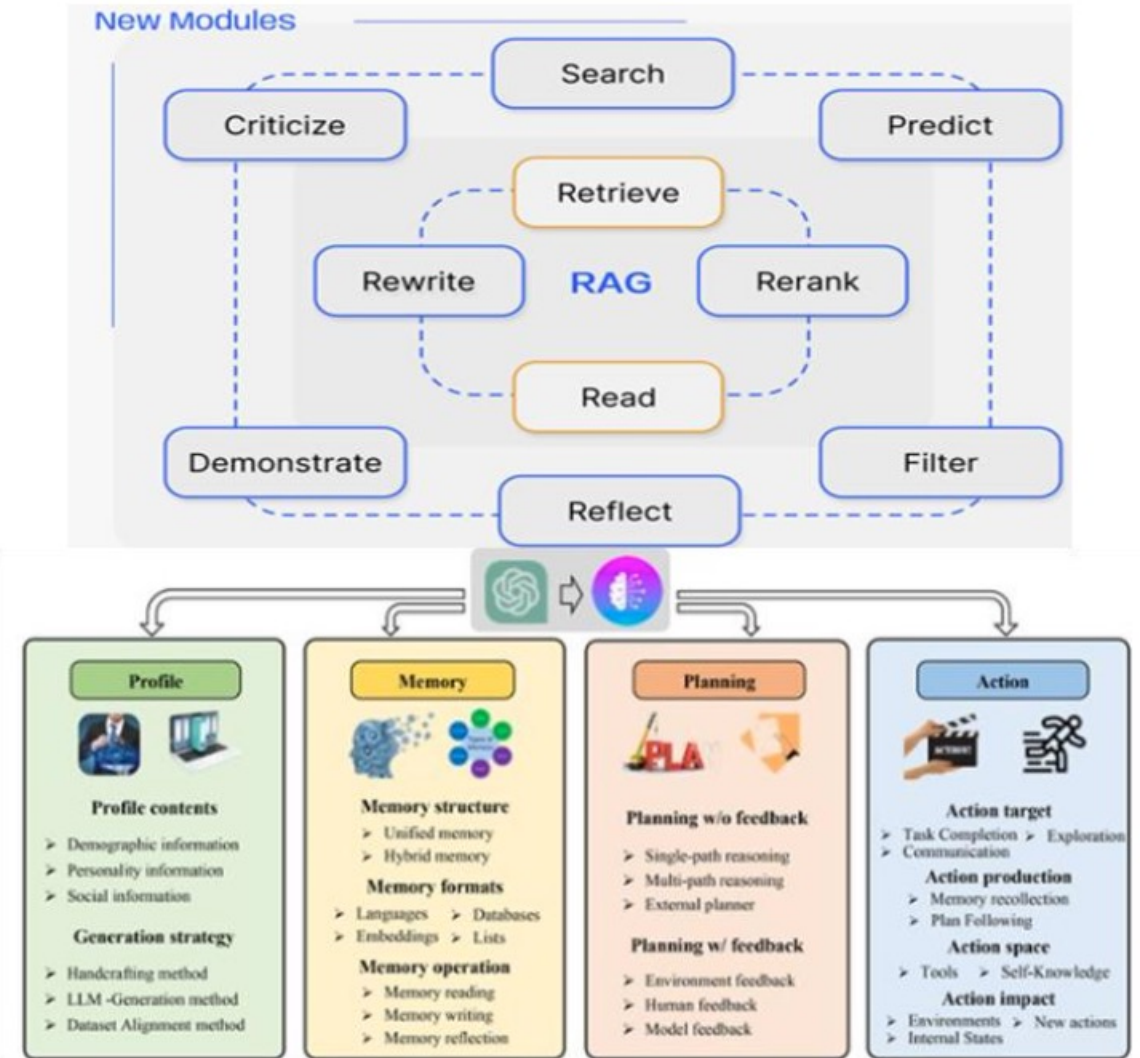 New Modules
Search
Criticize
Predict
Retrieve
Rewrite
RAG
Rerank
Read
Demonstrate
Filter
Reflect
Profile
Profile contents
➢ Demographic information
➢ Personality information
➢ Social information
Generation strategy
➢ Handcrafting method
➢ LLM -Generation method
➢ Dataset Alignment method
Memory
Memory structure
➢ Unified memory
➢ Hybrid memory
Memory formats
➢ Languages ➢ Databases
➢ Embeddings ➢ Lists
Memory operation
➢ Memory reading
➢ Memory writing
➢ Memory reflection
Planning
PLA
Planning w/o feedback
➢ Single-path reasoning
➢ Multi-path reasoning
➢ External planner
Planning w/ feedback
➢ Environment feedback
➢ Human feedback
➢ Model feedback
Action
ACTION!
Action target
➢ Task Completion ➢ Exploration
➢ Communication
Action production
➢ Memory recollection
➢ Plan Following
Action space
➢ Tools ➢ Self-Knowledge
Action impact
➢ Environments ➢ New actions
➢ Internal States